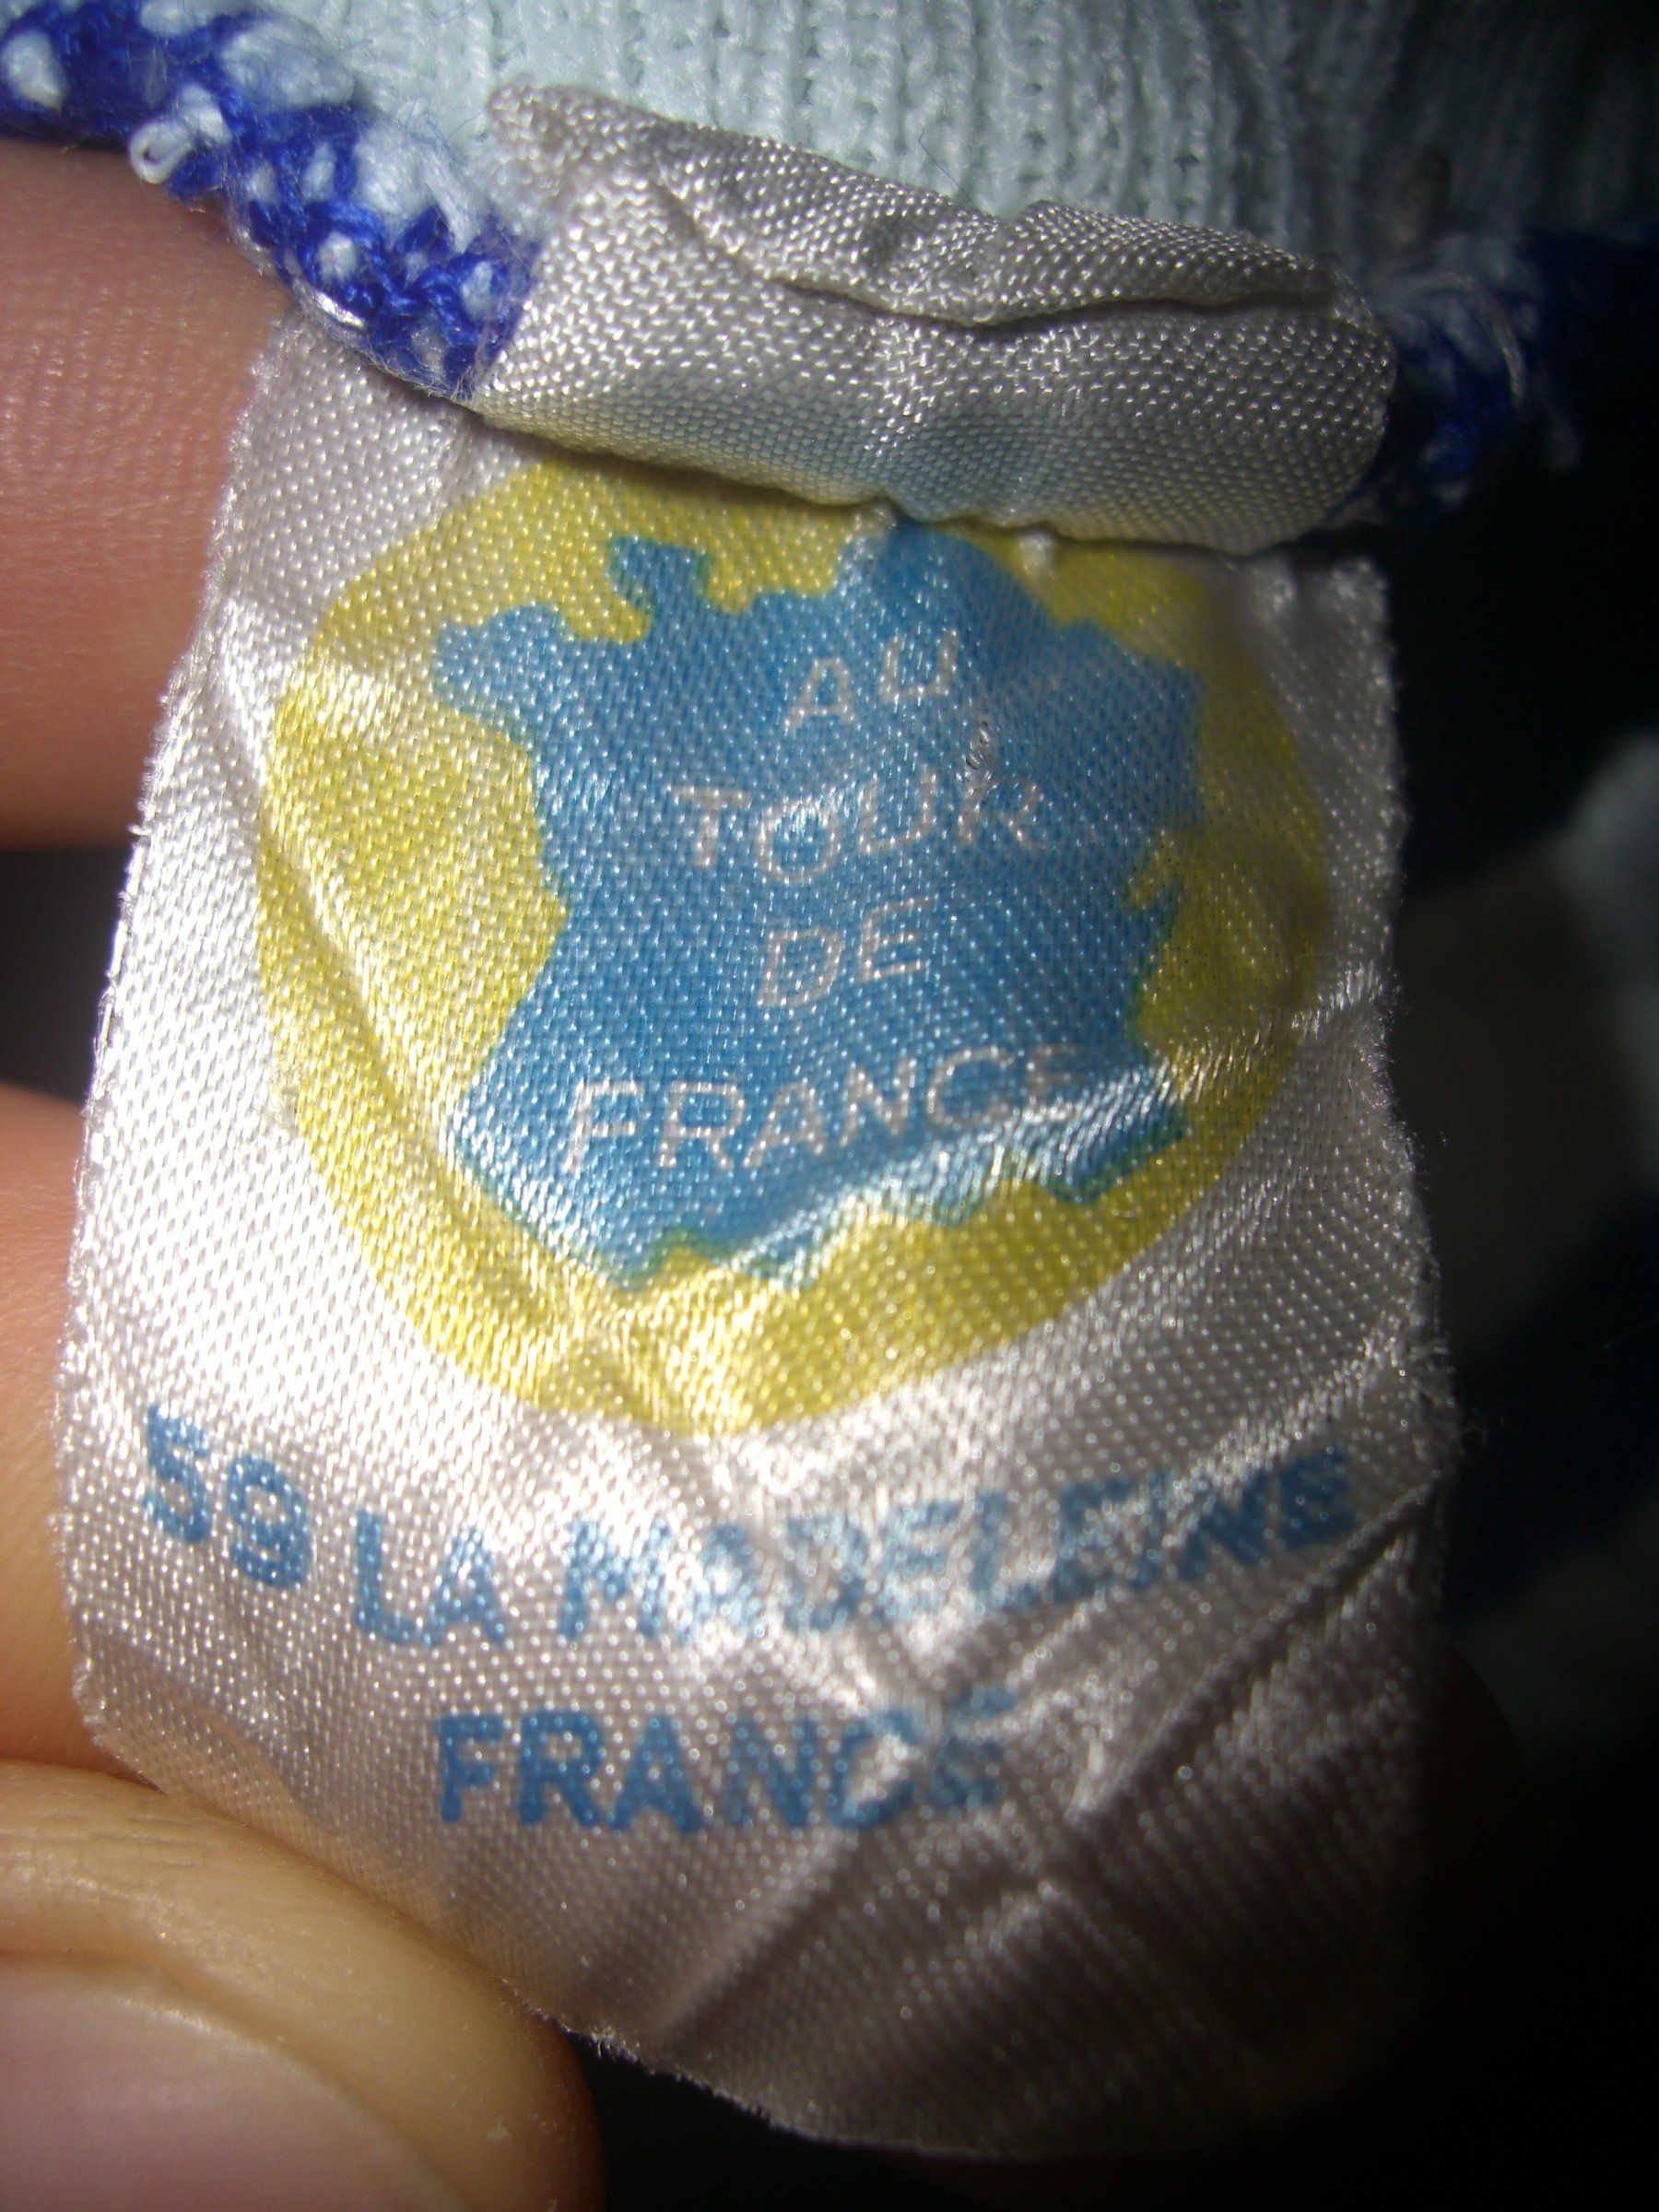 AU
TOUR
DE
FRANCE
59 LA MADELEINE
FRANCE